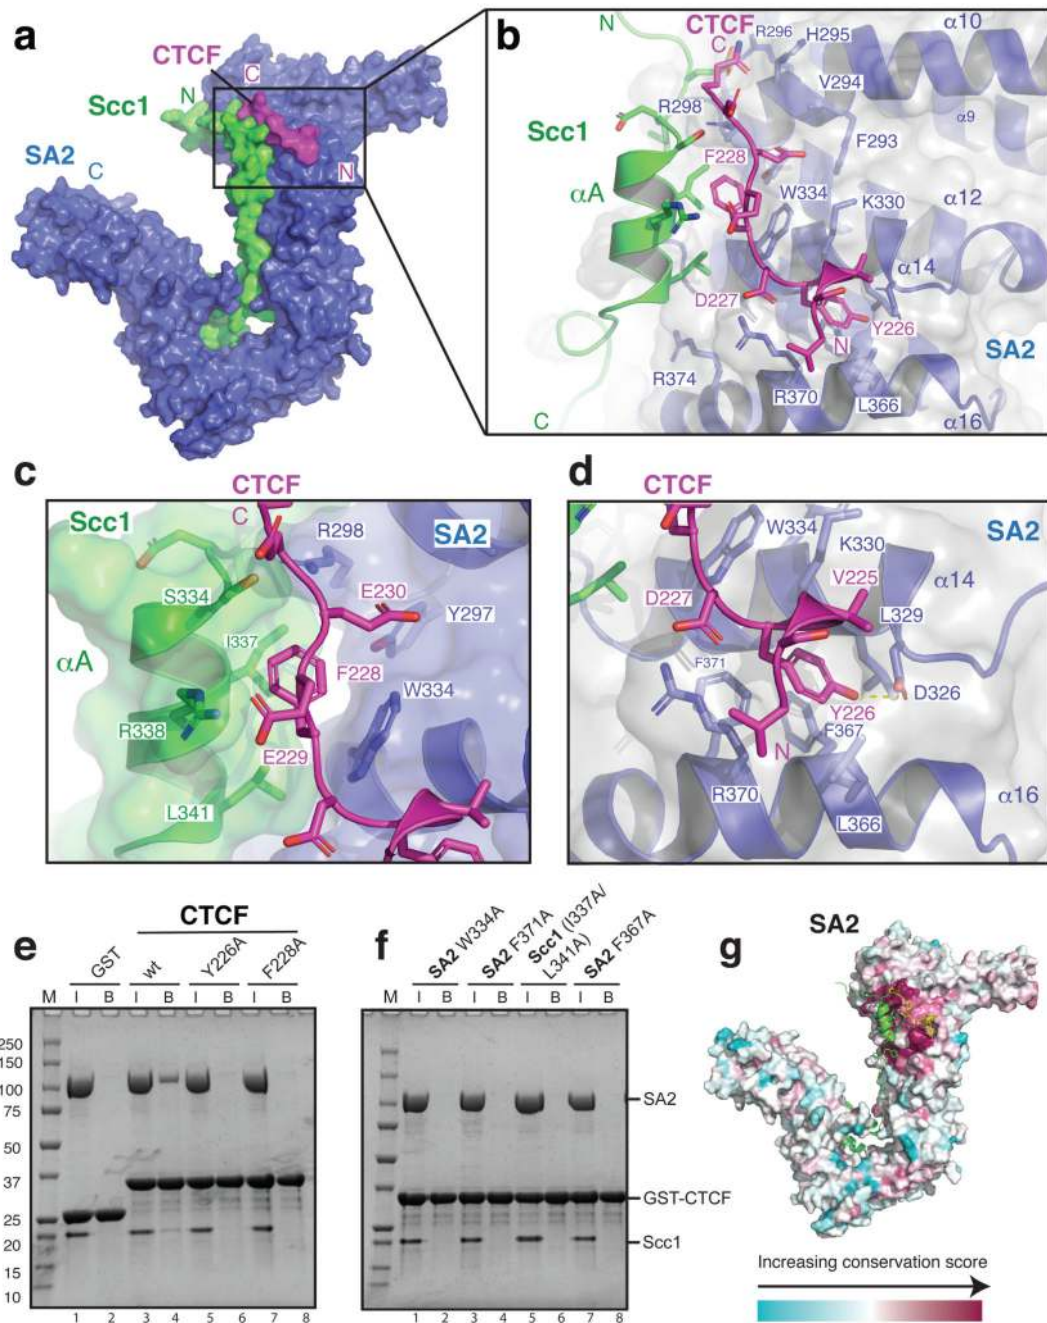 a
CTCF
C
N
Scc1
SA2
C
N
b
N
CTCF
C
R296
H295
α10
V294
R298
α9
Scc1
F293
F228
αA
W334
K330
α12
α14
D227
Y226
N
SA2
R374
R370
L366
C
α16
c
CTCF
Scc1
C
R298
SA2
S334
E230
Y297
I337
αA
F228
W334
R338
E229
L341
d
CTCF
W334
SA2
K330
V225
α14
D227
L329
F371
D326
Y226
F367
N
R370
α16
L366
e
CTCF
GST
wt
Y226A
F228A
M I B I B I B I B
250
150
100
75
50
37
25
20
15
10
1 2 3 4 5 6 7 8
f
SA2 W334A
SA2 F371A
Scc1 (I337A/
L341A)
SA2 F367A
M I B I B I B I B
SA2
GST-CTCF
Scc1
1 2 3 4 5 6 7 8
g
SA2
Increasing conservation score